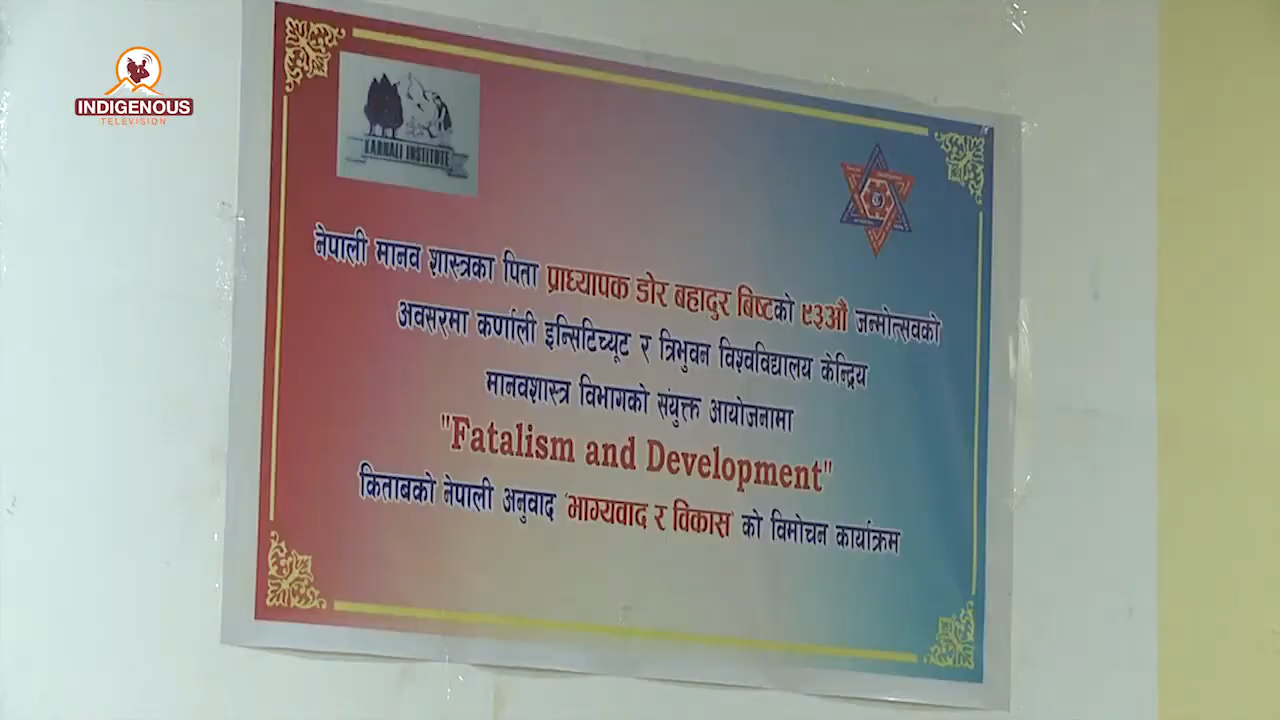 INDIGENOUS
TELEVISION
KARNALI INSTITUTE
नेपाली मानव शास्त्रका पिता प्राध्यापक डोर बहादुर बिष्टको ९३औं जन्मोत्सवको
अवसरमा कर्णाली इन्सिटिच्यूट र त्रिभुवन विश्वविद्यालय केन्द्रिय
मानवशास्त्र विभागको संयुक्त आयोजनामा
"Fatalism and Development"
किताबको नेपाली अनुवाद 'भाग्यवाद र विकास' को विमोचन कार्याक्रम